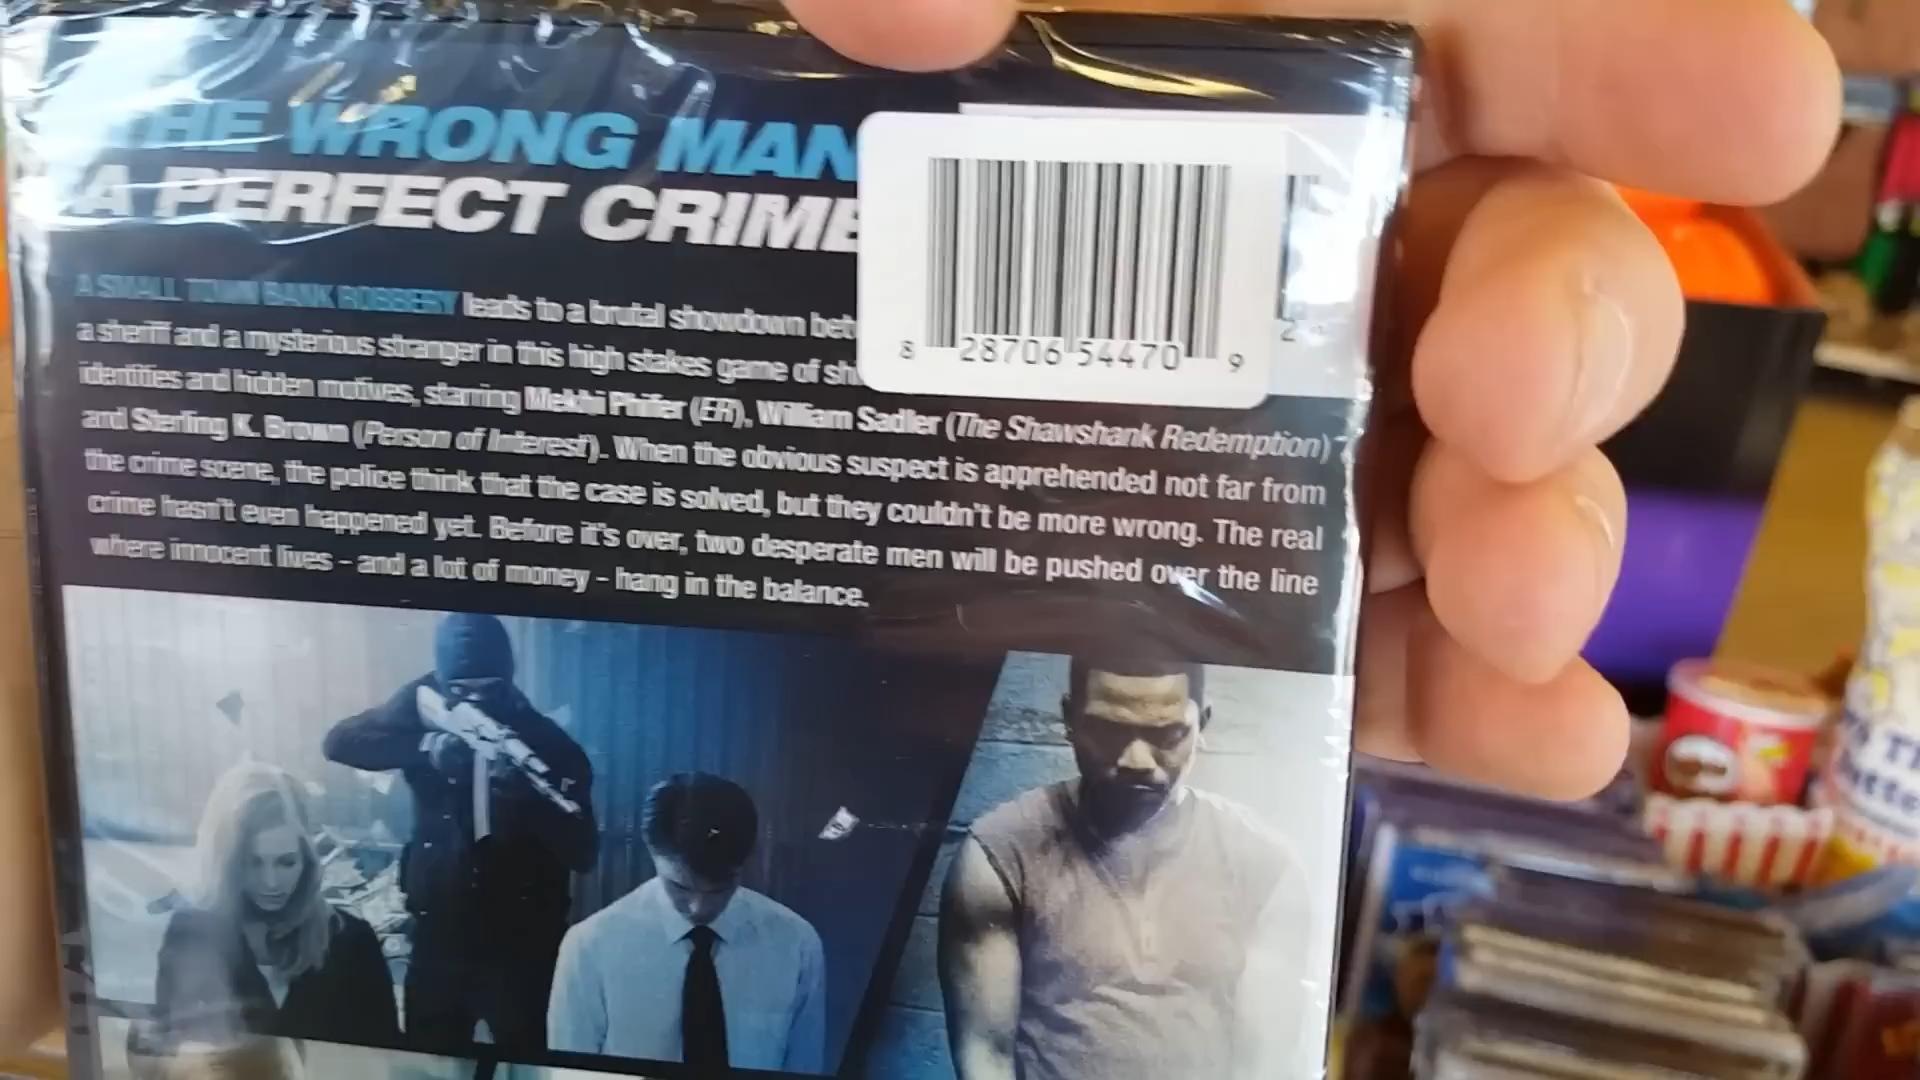 THE WRONG MAN
A PERFECT CRIME
A SMALL TOWN BANK ROBBERY leads to a brutal showdown
a sheriff and a mysterious stranger in this high stakes game of
identities and hidden motives, starring Mekhi Phifer (ER), William Sadler (The Shawshank Redemption)
and Sterling K. Brown (Person of Interest). When the obvious suspect is apprehended not far from
the crime scene, the police think that the case is solved, but they couldn't be more wrong. The real
crime hasn't even happened yet. Before it's over, two desperate men will be pushed over the line
where innocent lives - and a lot of money - hang in the balance.
8 28706 54470 9
2